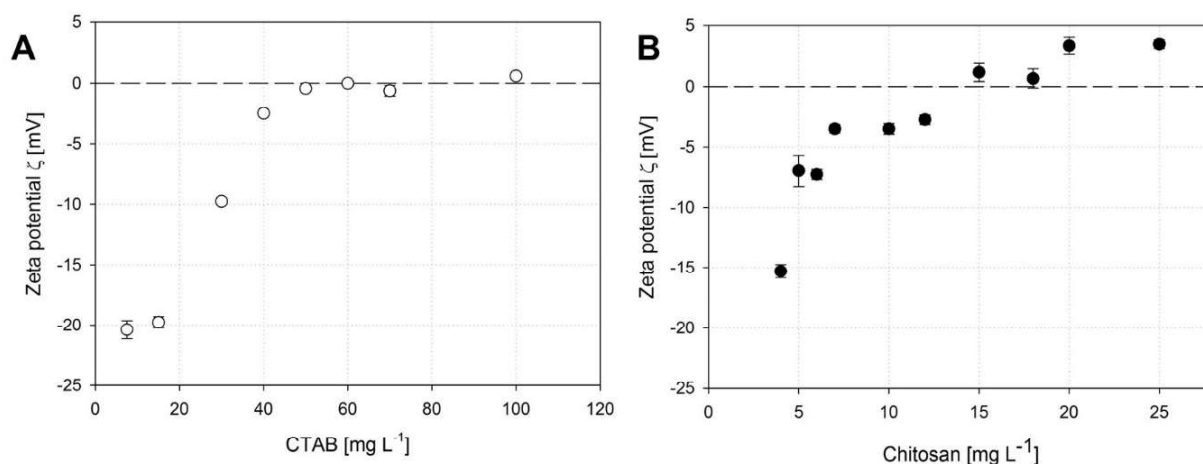 A
Zeta potential ζ [mV]
5
0
-5
-10
-15
-20
-25
0 20 40 60 80 100 120
CTAB [mg L⁻¹]
B
Zeta potential ζ [mV]
5
0
-5
-10
-15
-20
-25
0 5 10 15 20 25
Chitosan [mg L⁻¹]